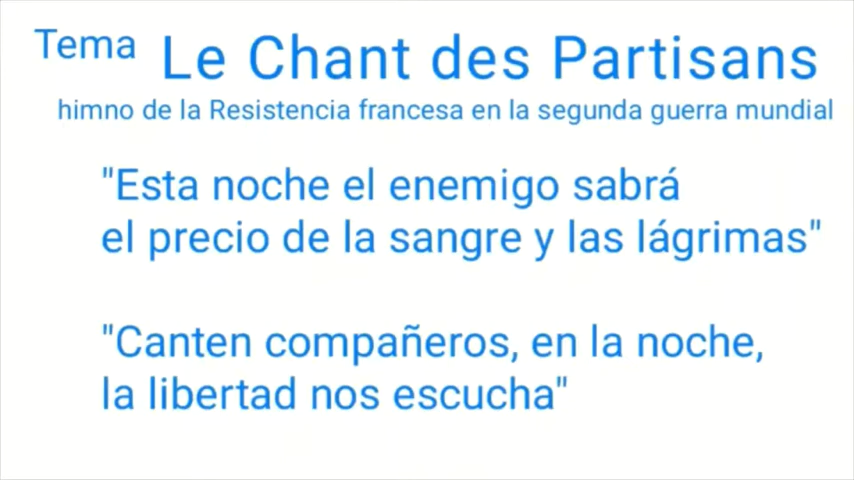 Tema Le Chant des Partisans
himno de la Resistencia francesa en la segunda guerra mundial
"Esta noche el enemigo sabrá
el precio de la sangre y las lágrimas"
"Canten compañeros, en la noche,
la libertad nos escucha"